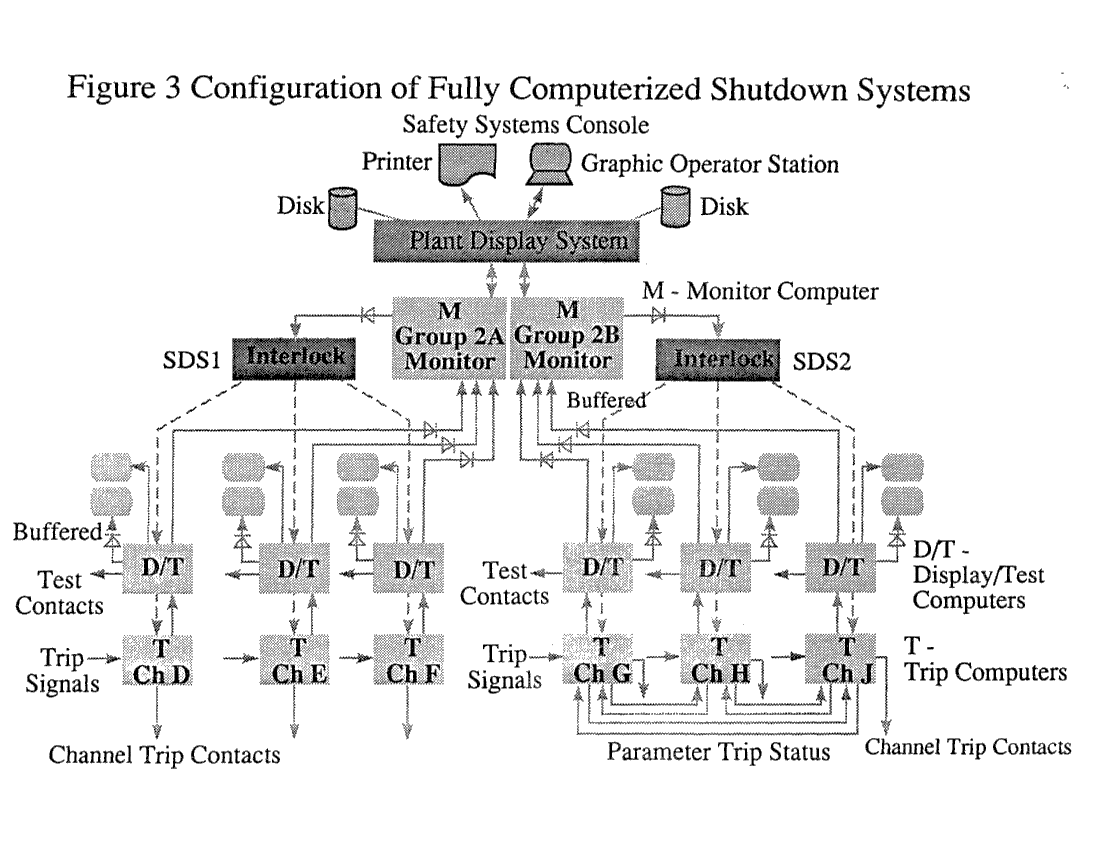 Figure 3 Configuration of Fully Computerized Shutdown Systems
Safety Systems Console
Printer
Graphic Operator Station
Disk
Disk
Plant Display System
M - Monitor Computer
M
Group 2A
Monitor
M
Group 2B
Monitor
SDS1
Interlock
Interlock
SDS2
Buffered
Buffered
D/T
D/T
D/T
D/T
D/T
D/T
D/T -
Display/Test
Computers
Test
Contacts
Test
Contacts
Trip
Signals
T
Ch D
T
Ch E
T
Ch F
Trip
Signals
T
Ch G
T
Ch H
T
Ch J
T -
Trip Computers
Channel Trip Contacts
Parameter Trip Status
Channel Trip Contacts